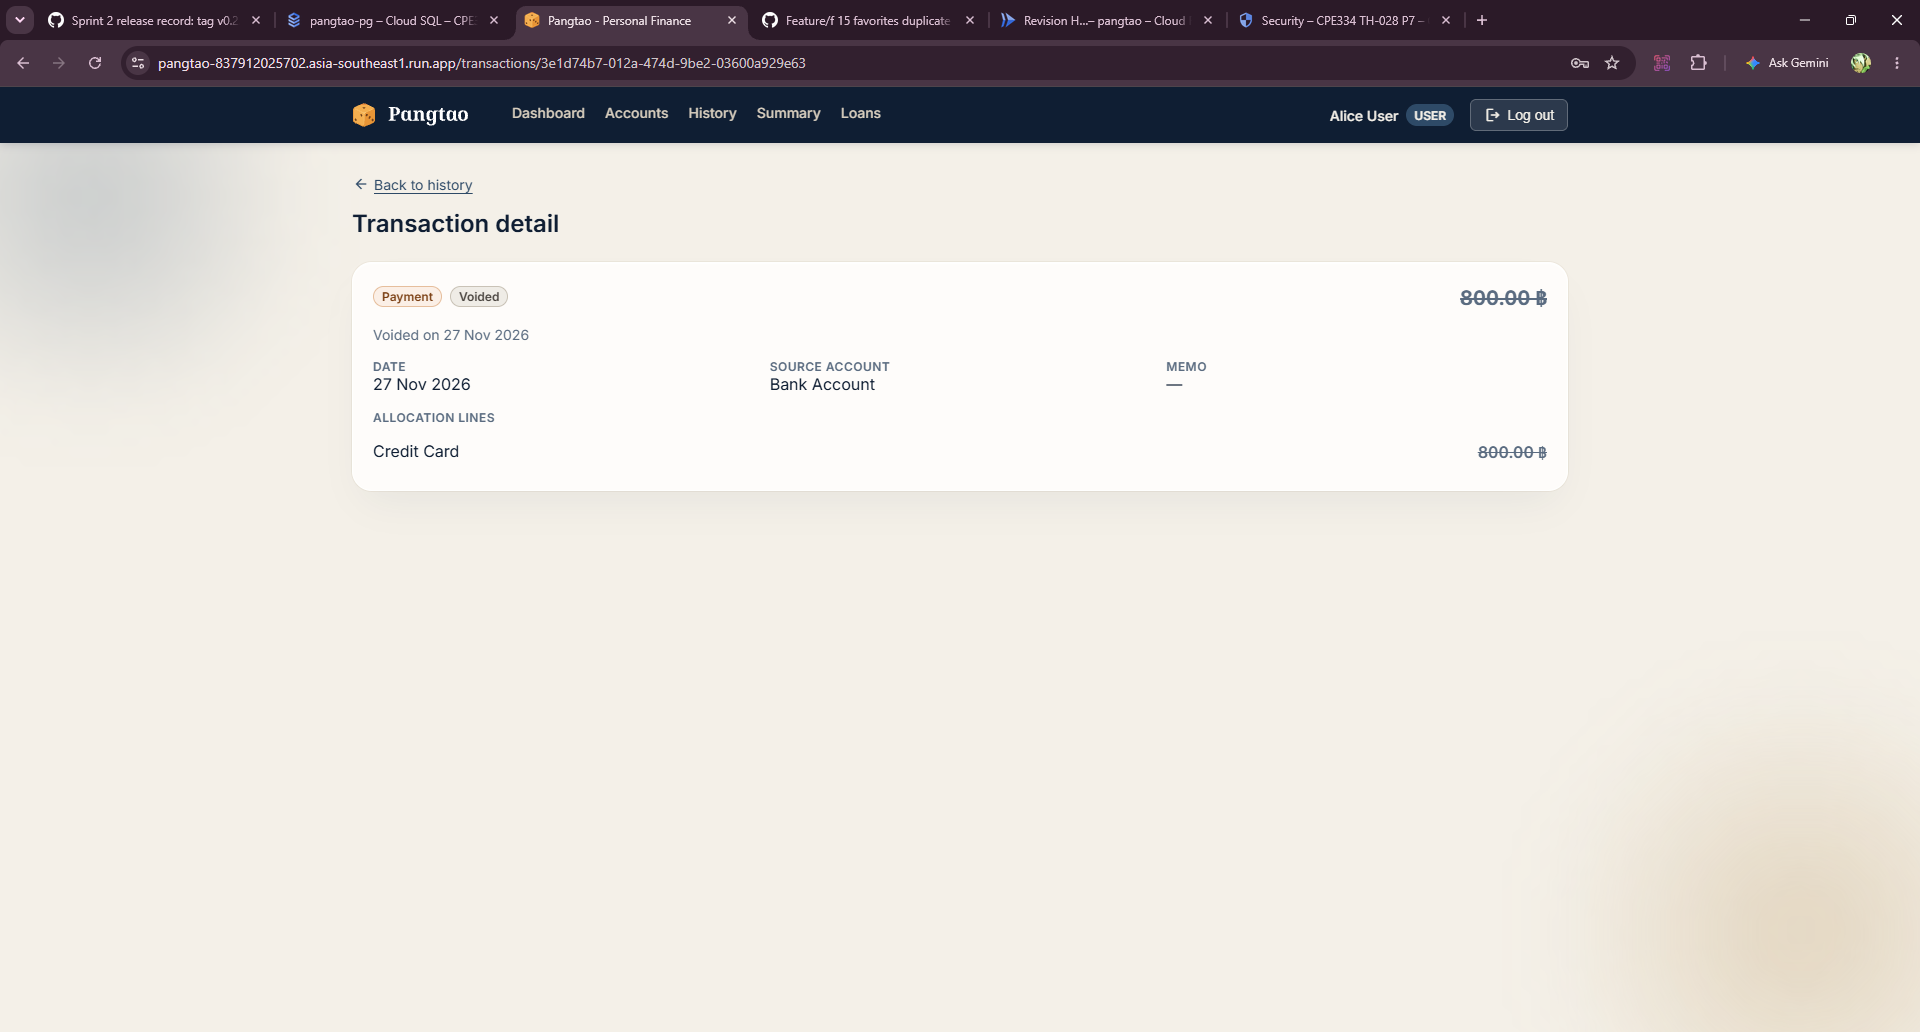 Sprint 2 release record: tag v0.2
pangtao-pg – Cloud SQL – CPE
Pangtao - Personal Finance
Feature/f 15 favorites duplicate
Revision H...– pangtao – Cloud
Security – CPE334 TH-028 P7 –
pangtao-837912025702.asia-southeast1.run.app/transactions/3e1d74b7-012a-474d-9be2-03600a929e63
Ask Gemini
Pangtao
Dashboard
Accounts
History
Summary
Loans
Alice User
USER
Log out
Back to history
Transaction detail
Payment
Voided
800.00 ฿
Voided on 27 Nov 2026
DATE
27 Nov 2026
SOURCE ACCOUNT
Bank Account
MEMO
—
ALLOCATION LINES
Credit Card
800.00 ฿